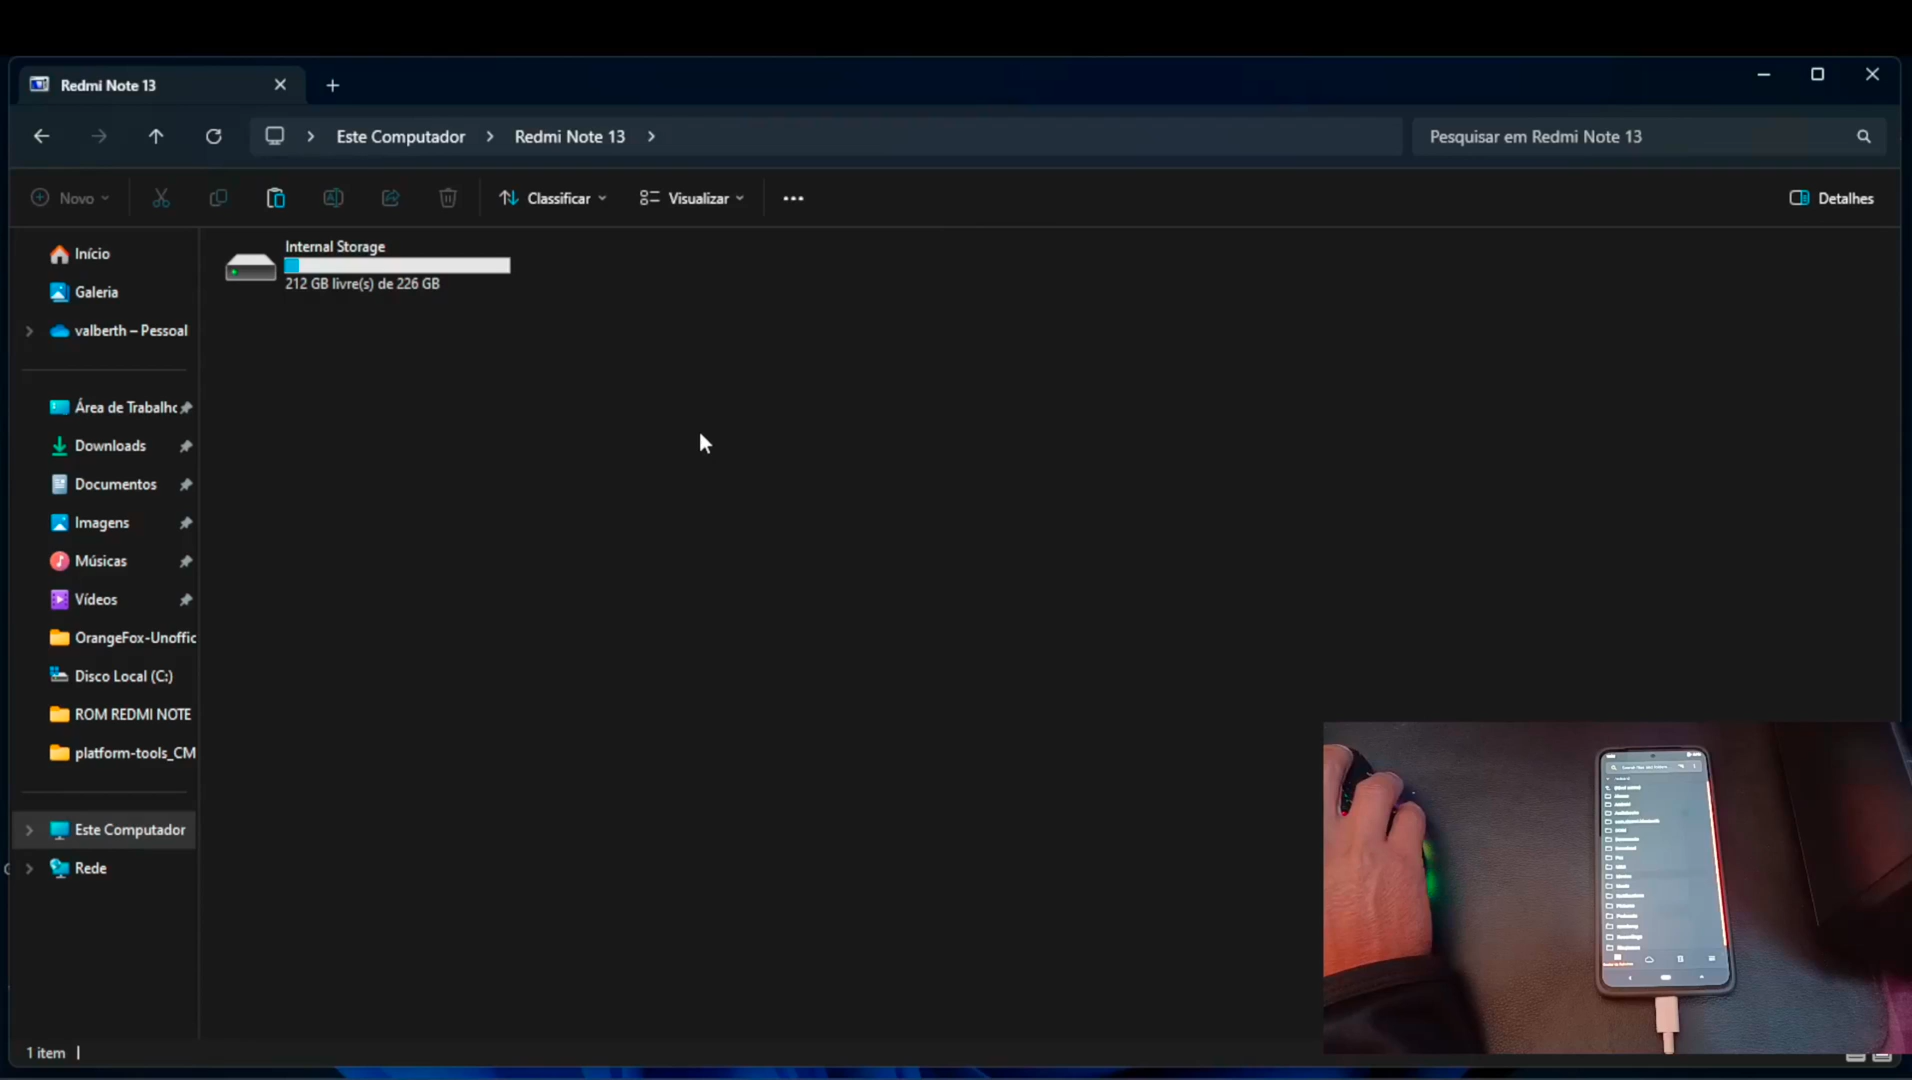 Redmi Note 13
Este Computador
Redmi Note 13
Pesquisar em Redmi Note 13
Novo
Classificar
Visualizar
Detalhes
Início
Galeria
valberth – Pessoal
Área de Trabalho
Downloads
Documentos
Imagens
Músicas
Vídeos
OrangeFox-Unoffic
Disco Local (C:)
ROM REDMI NOTE
platform-tools_CM
Este Computador
Rede
Internal Storage
212 GB livre(s) de 226 GB
1 item